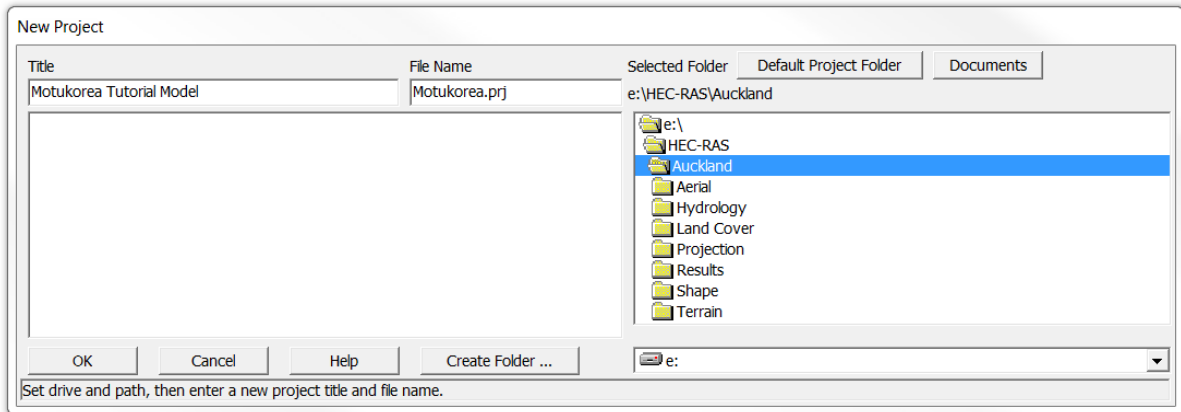 New Project
Title
File Name
Selected Folder
Default Project Folder
Documents
Motukorea Tutorial Model
Motukorea.prj
e:\HEC-RAS\Auckland
e:\
HEC-RAS
Auckland
Aerial
Hydrology
Land Cover
Projection
Results
Shape
Terrain
OK
Cancel
Help
Create Folder ...
e:
Set drive and path, then enter a new project title and file name.